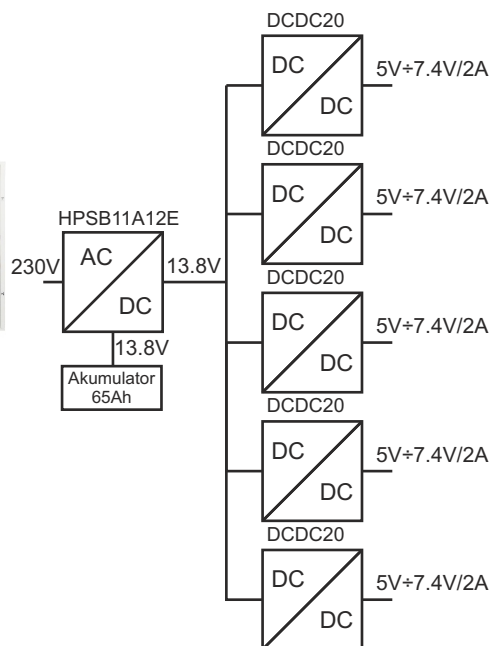 DCDC20
DC
DC
5V÷7.4V/2A
DCDC20
DC
DC
5V÷7.4V/2A
HPSB11A12E
230V
AC
DC
13.8V
13.8V
Akumulator
65Ah
DCDC20
DC
DC
5V÷7.4V/2A
DCDC20
DC
DC
5V÷7.4V/2A
DCDC20
DC
DC
5V÷7.4V/2A